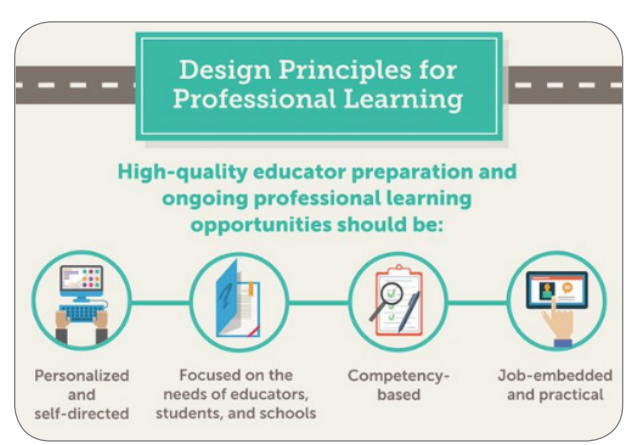 Design Principles for
Professional Learning
High-quality educator preparation and
ongoing professional learning
opportunities should be:
Personalized
and
self-directed
Focused on the
needs of educators,
students, and schools
Competency-
based
Job-embedded
and practical